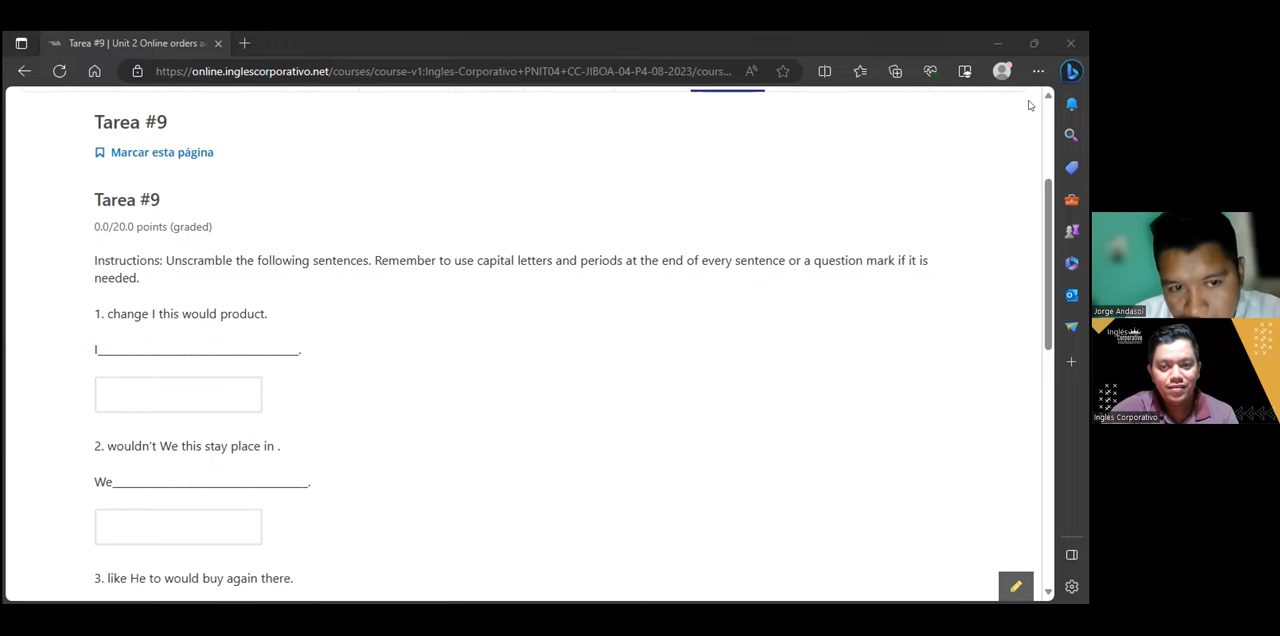 Tarea #9 | Unit 2 Online orders a
https://online.inglescorporativo.net/courses/course-v1:Ingles-Corporativo+PNIT04+CC-JIBOA-04-P4-08-2023/cours...
Tarea #9
Marcar esta página
Tarea #9
0.0/20.0 points (graded)
Instructions: Unscramble the following sentences. Remember to use capital letters and periods at the end of every sentence or a question mark if it is
needed.
1. change I this would product.
I________________________________.
2. wouldn't We this stay place in .
We_______________________________.
3. like He to would buy again there.
Jorge Andasol
Inglés
Corporativo
Ingles Corporativo